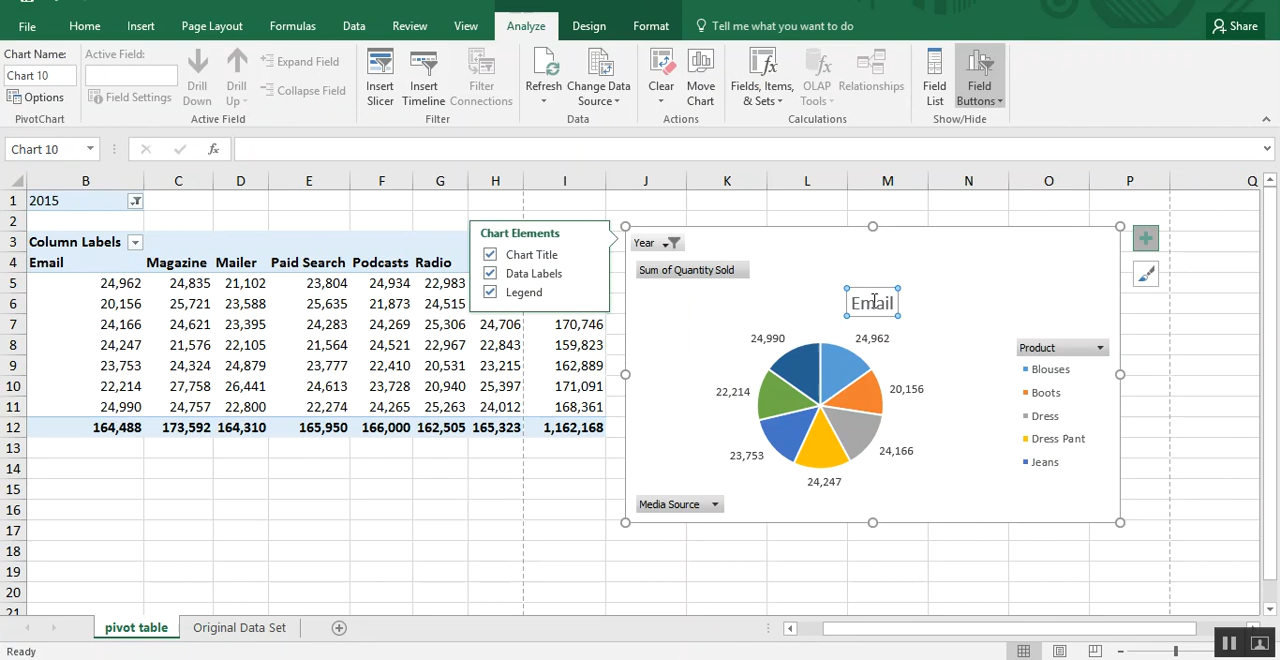 File Home Insert Page Layout Formulas Data Review View Analyze Design Format Tell me what you want to do Share
Chart Name: Active Field:
Chart 10
Options Field Settings
Drill Down Drill Up
Expand Field
Collapse Field
Insert Slicer Insert Timeline Filter Connections
Refresh Change Data Source
Clear Move Chart
Fields, Items, & Sets OLAP Tools Relationships
Field List Field Buttons
PivotChart Active Field Filter Data Actions Calculations Show/Hide
Chart 10 fx
B C D E F G H I J K L M N O P Q
1 2015
2
3 Column Labels
4 Email Magazine Mailer Paid Search Podcasts Radio
5 24,962 24,835 21,102 23,804 24,934 22,983
6 20,156 25,721 23,588 25,635 21,873 24,515
7 24,166 24,621 23,395 24,283 24,269 25,306 24,706 170,746
8 24,247 21,576 22,105 21,564 24,521 22,967 22,843 159,823
9 23,753 24,324 24,879 23,777 22,410 20,531 23,215 162,889
10 22,214 27,758 26,441 24,613 23,728 20,940 25,397 171,091
11 24,990 24,757 22,800 22,274 24,265 25,263 24,012 168,361
12 164,488 173,592 164,310 165,950 166,000 162,505 165,323 1,162,168
13
14
15
16
17
18
19
20
21
Chart Elements
Chart Title
Data Labels
Legend
Year
Sum of Quantity Sold
Email
24,990 24,962
22,214 20,156
23,753 24,166
24,247
Product
Blouses
Boots
Dress
Dress Pant
Jeans
Media Source
pivot table Original Data Set
Ready